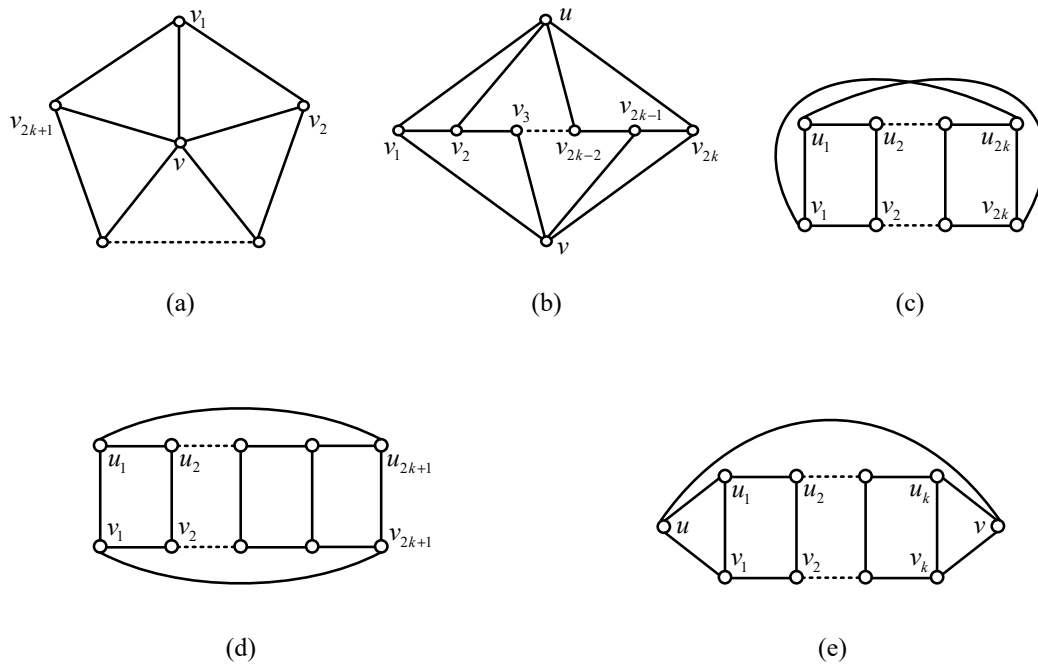 v₁
v₂ₖ₊₁
v₂
v
(a)
u
v₁
v₂
v₃
v₂ₖ₋₂
v₂ₖ₋₁
v₂ₖ
v
(b)
u₁
u₂
u₂ₖ
v₁
v₂
v₂ₖ
(c)
u₁
u₂
u₂ₖ₊₁
v₁
v₂
v₂ₖ₊₁
(d)
u
u₁
u₂
uₖ
v
v₁
v₂
vₖ
(e)